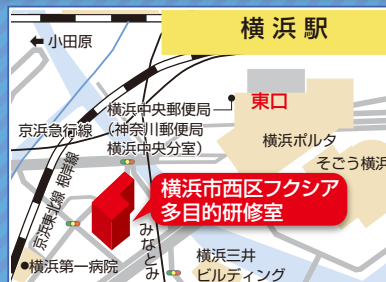 横浜駅
小田原
横浜中央郵便局
(神奈川郵便局
横浜中央分室)
東口
京浜急行線
横浜ポルタ
そごう横浜
京浜東北線 根岸線
横浜市西区フクシア
多目的研修室
みなとみ
横浜第一病院
横浜三井
ビルディング